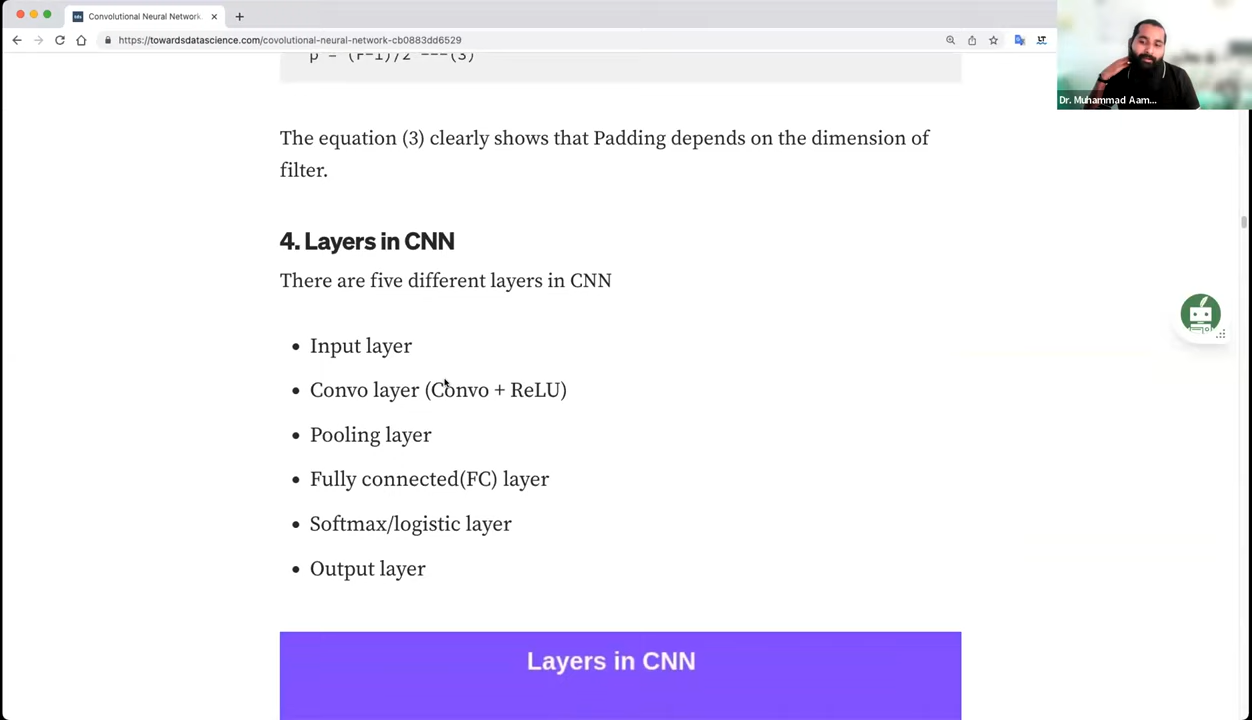 Convolutional Neural Network.
https://towardsdatascience.com/covolutional-neural-network-cb0883dd6529
Dr. Muhammad Aam...
The equation (3) clearly shows that Padding depends on the dimension of
filter.
4. Layers in CNN
There are five different layers in CNN
• Input layer
• Convo layer (Convo + ReLU)
• Pooling layer
• Fully connected(FC) layer
• Softmax/logistic layer
• Output layer
Layers in CNN